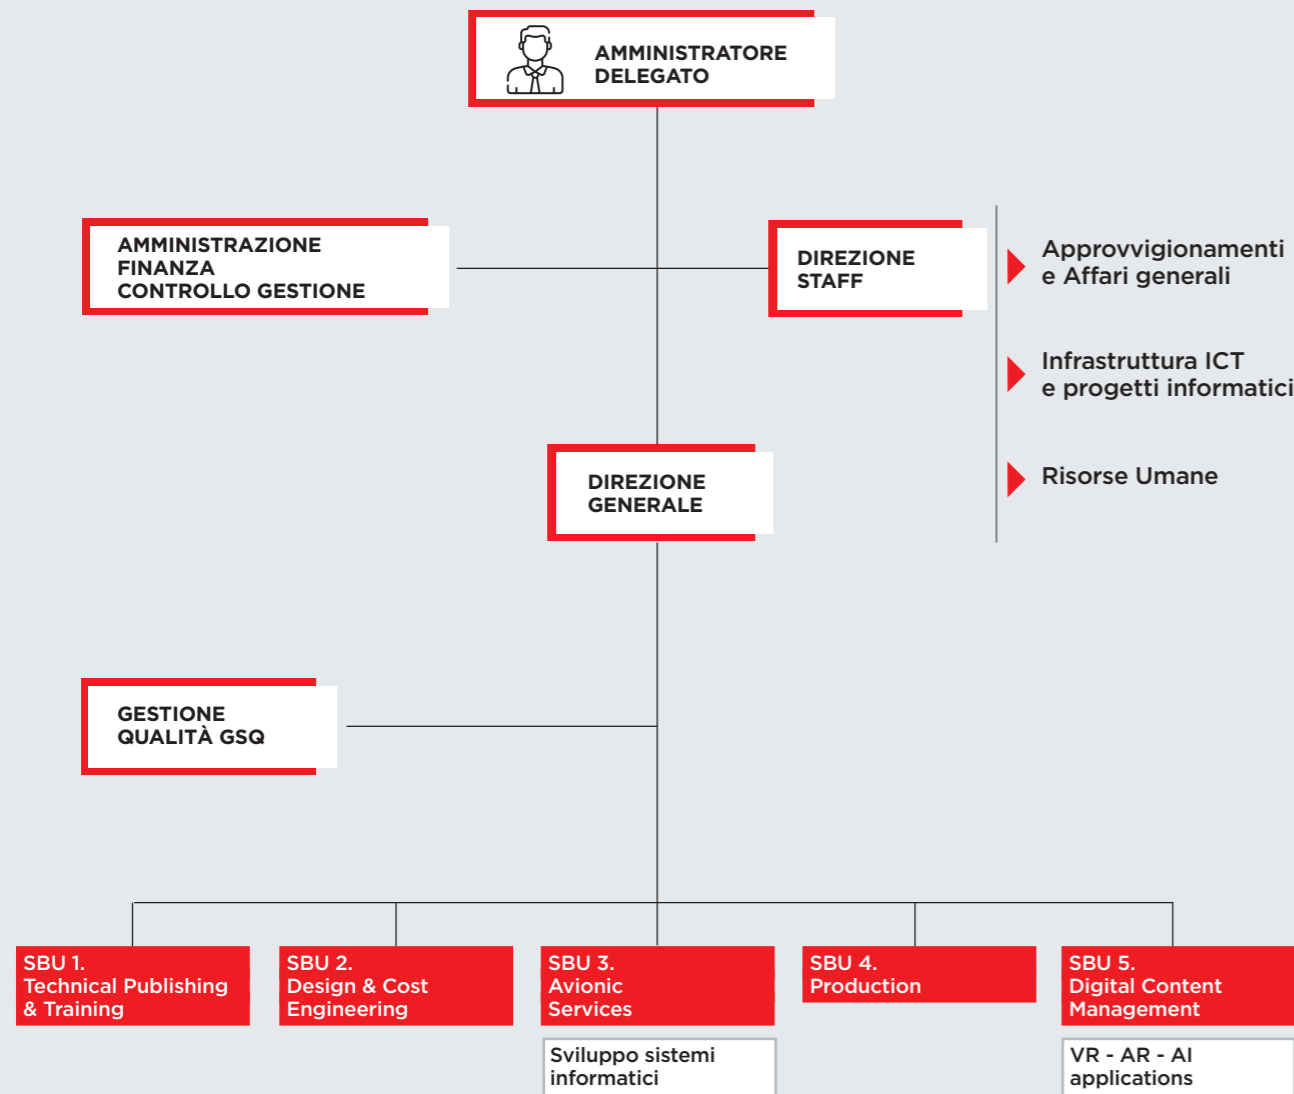 AMMINISTRATORE
DELEGATO
AMMINISTRAZIONE
FINANZA
CONTROLLO GESTIONE
DIREZIONE
STAFF
Approvvigionamenti
e Affari generali
Infrastruttura ICT
e progetti informatici
Risorse Umane
DIREZIONE
GENERALE
GESTIONE
QUALITÀ GSQ
SBU 1.
Technical Publishing
& Training
SBU 2.
Design & Cost
Engineering
SBU 3.
Avionic
Services
Sviluppo sistemi
informatici
SBU 4.
Production
SBU 5.
Digital Content
Management
VR - AR - AI
applications